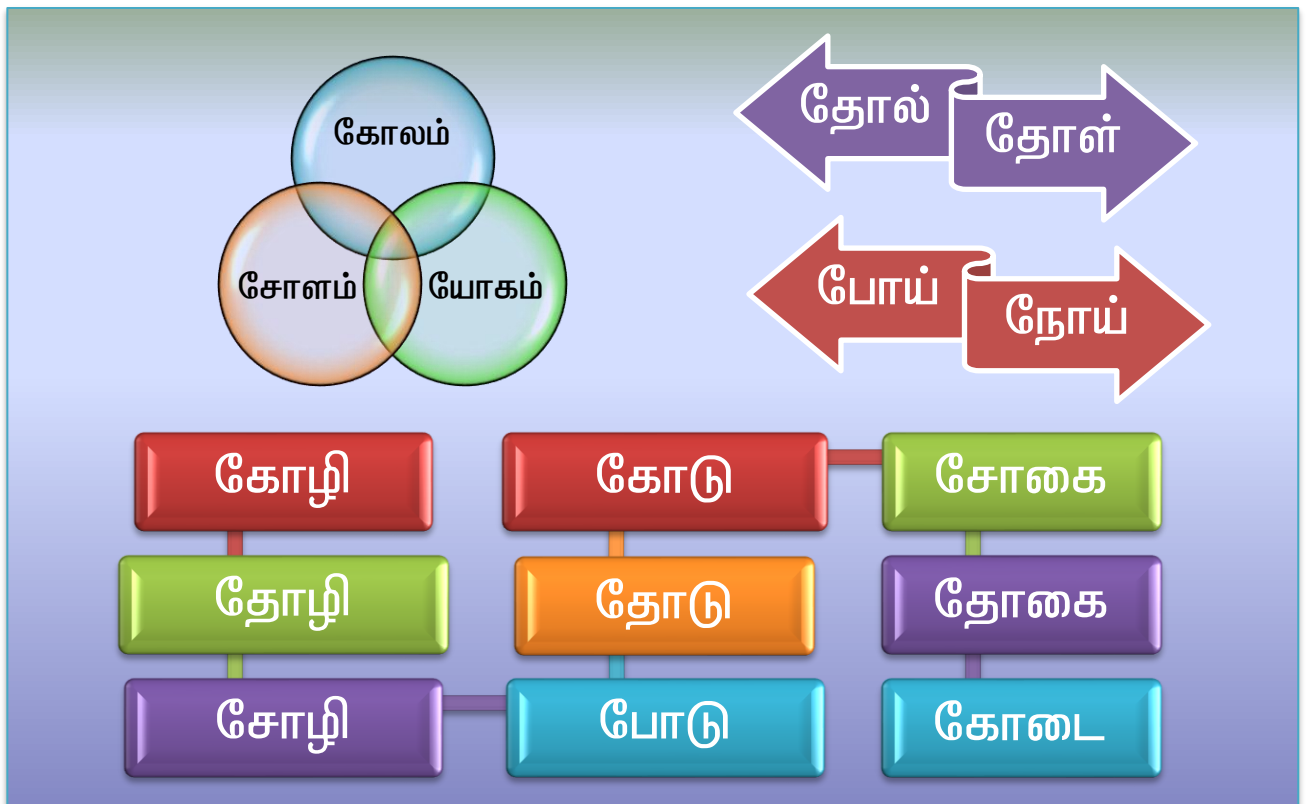 கோலம்
சோளம்
யோகம்
தோல்
தோள்
போய்
நோய்
கோழி
தோழி
சோழி
போடு
தோடு
கோடு
சோகை
தோகை
கோடை